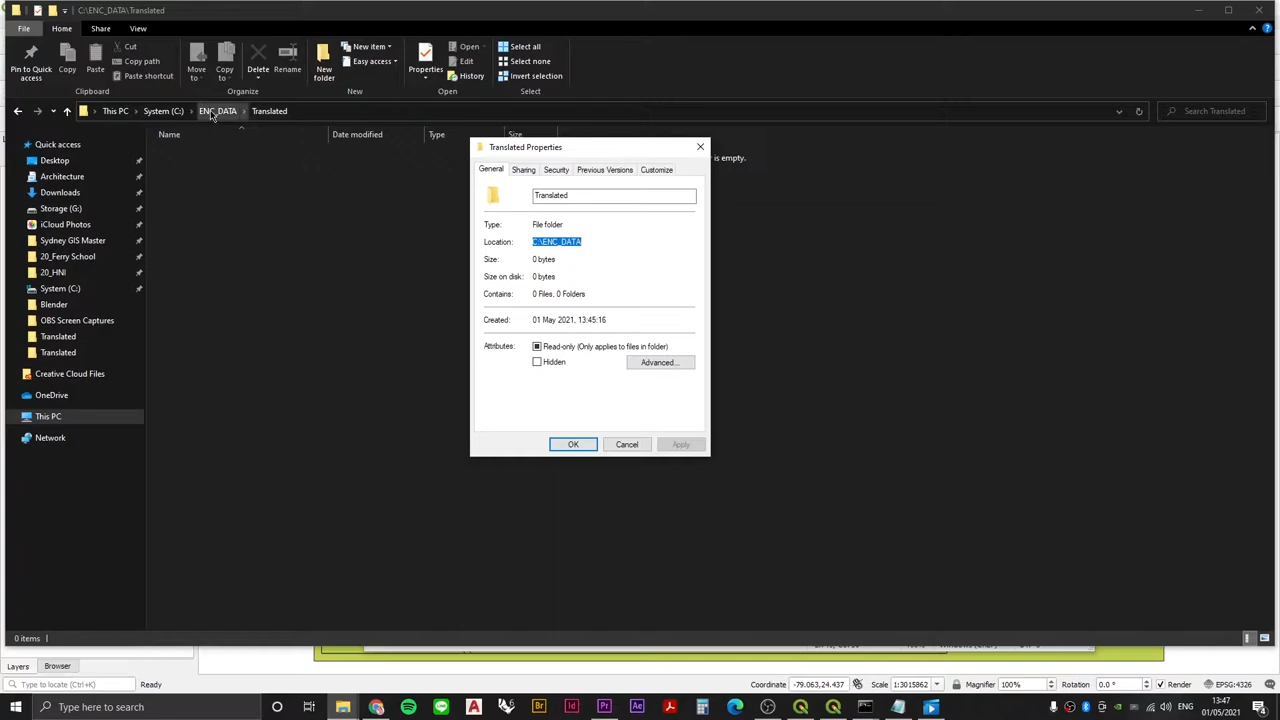 C:\ENC_DATA\Translated
File Home Share View
Pin to Quick access
Copy
Paste
Cut
Copy path
Paste shortcut
Clipboard
Move to
Copy to
Delete
Rename
Organize
New folder
New item
Easy access
New
Properties
Open
Edit
History
Open
Select all
Select none
Invert selection
Select
This PC System (C:) ENC_DATA Translated
Search Translated
Name Date modified Type Size
is empty.
Quick access
Desktop
Architecture
Downloads
Storage (G:)
iCloud Photos
Sydney GIS Master
20_Ferry School
20_HNI
System (C:)
Blender
OBS Screen Captures
Translated
Translated
Creative Cloud Files
OneDrive
This PC
Network
Translated Properties
General Sharing Security Previous Versions Customize
Translated
Type: File folder
Location: C:\ENC_DATA
Size: 0 bytes
Size on disk: 0 bytes
Contains: 0 Files, 0 Folders
Created: 01 May 2021, 13:45:16
Attributes: Read-only (Only applies to files in folder)
Hidden Advanced...
OK Cancel Apply
0 items
Layers Browser
Type to locate (Ctrl+K) Ready Coordinate -79.063,24.437 Scale 1:3015862 Magnifier 100% Rotation 0.0 ° Render EPSG:4326
Type here to search
ENG
13:47
01/05/2021